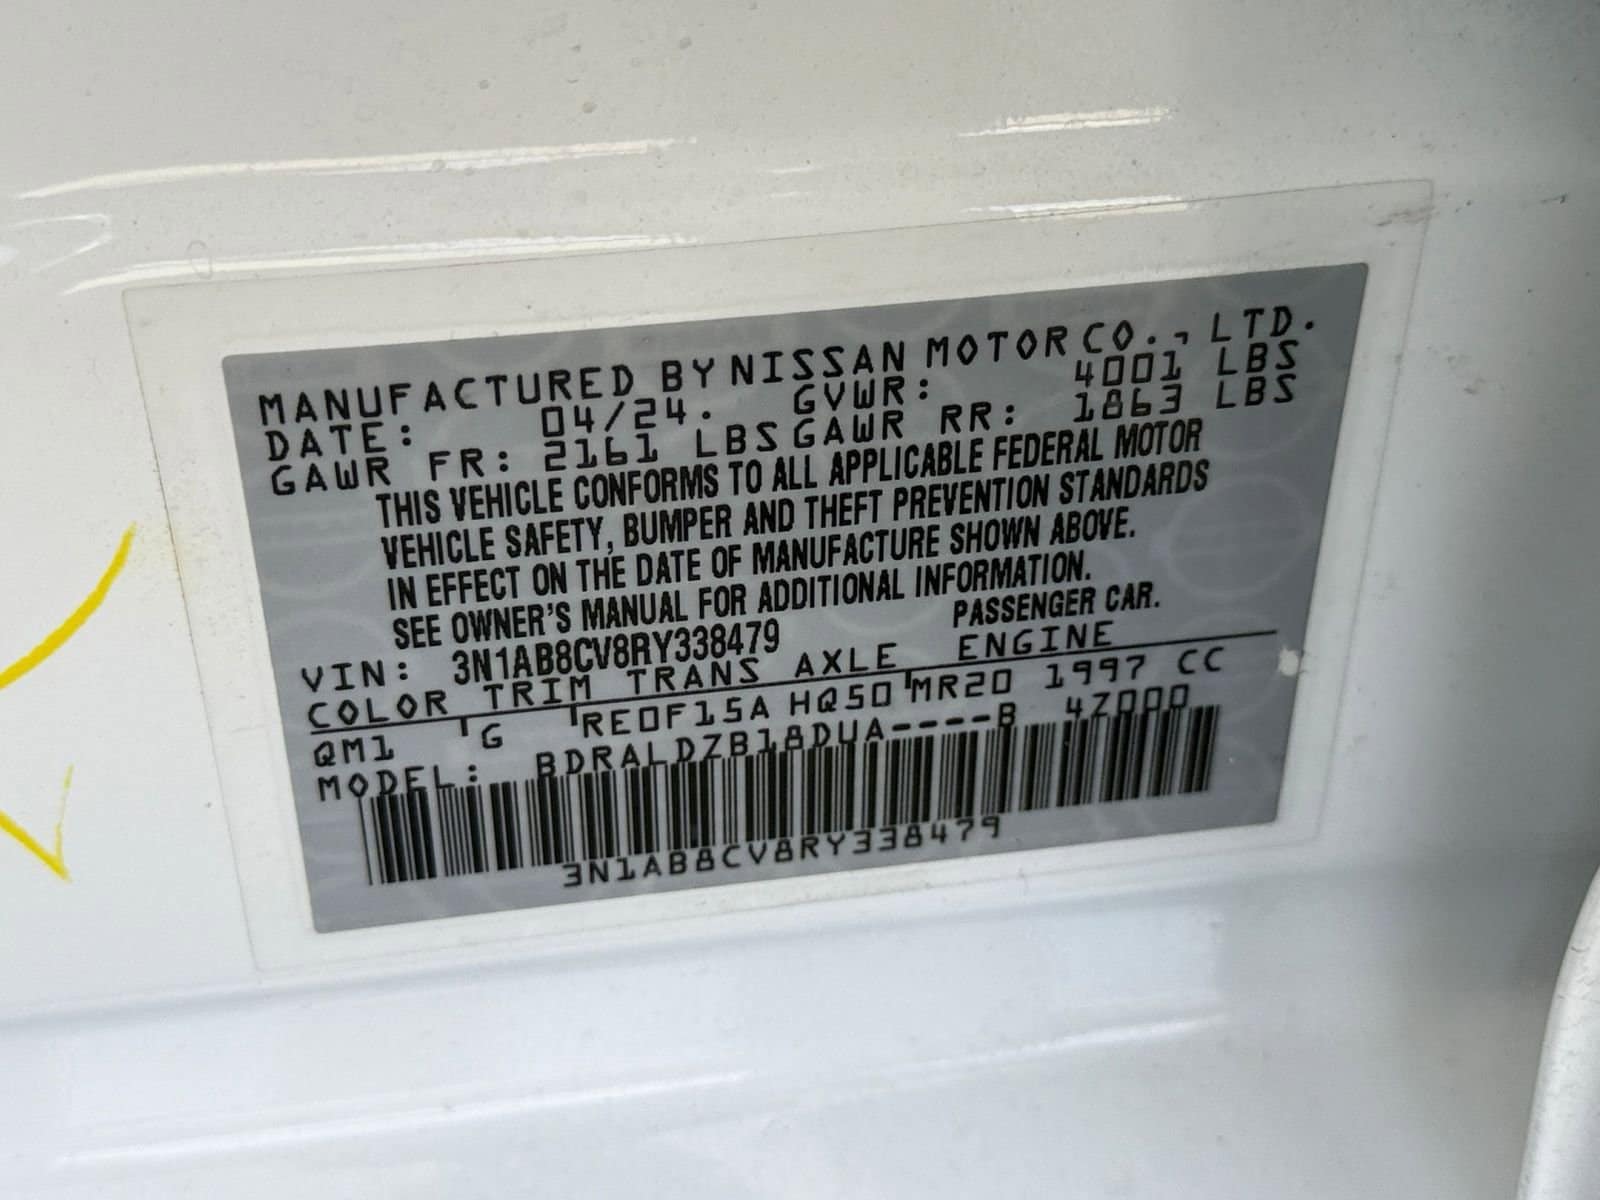 MANUFACTURED BY NISSAN MOTOR CO., LTD.
DATE: 04/24. GVWR: 4001 LBS
GAWR FR: 2161 LBS GAWR RR: 1863 LBS
THIS VEHICLE CONFORMS TO ALL APPLICABLE FEDERAL MOTOR
VEHICLE SAFETY, BUMPER AND THEFT PREVENTION STANDARDS
IN EFFECT ON THE DATE OF MANUFACTURE SHOWN ABOVE.
SEE OWNER'S MANUAL FOR ADDITIONAL INFORMATION.
VIN: 3N1AB8CV8RY338479 PASSENGER CAR.
COLOR TRIM TRANS AXLE ENGINE
QM1 G RE0F15A HQ50 MR20 1997 CC
MODEL: BDRALDZB18DUA----B 4Z000
3N1AB8CV8RY338479